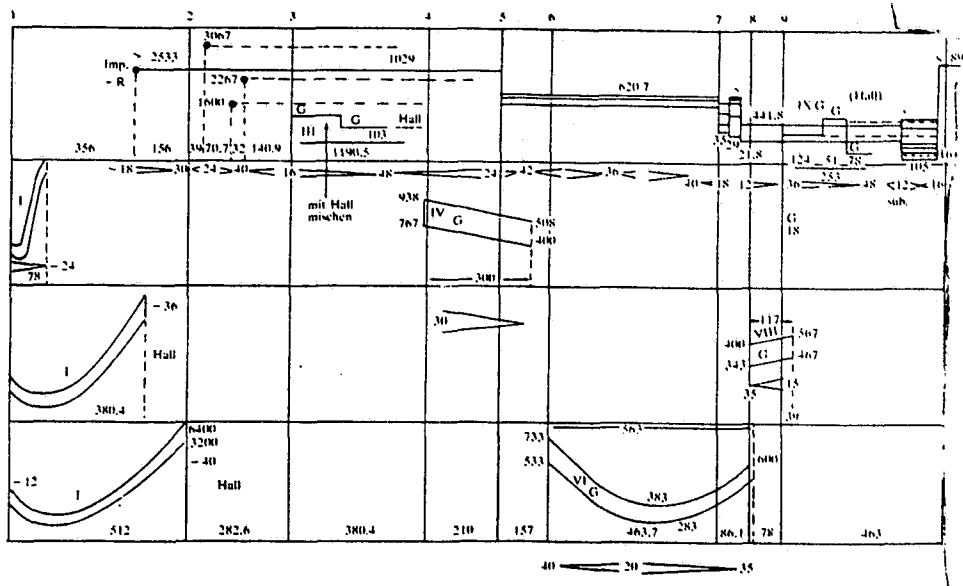 1 2 3 4 5 6 7 8 9
3067
2533 1029
Imp. – R
2267
620.7
1600
G
III G 103 Hall
1190.5
IX G (Hall)
G
441.8
G
3529
21.8
356 156 39 70.7 32 140.9
124 51 78 105
253
18 30 24 40 16 48 24 42 36 40 18 12 36 48 12 16
sub.
mit Hall mischen
I
– 24
78
938
IV G
767
508
400
300
G
18
– 36
Hall
I
380.4
30
117
VIII
400 567
G
343 467
35 15
39
6400
3200
– 40
– 12
I
Hall
733
563
533
VI G
600
383
283
512 282.6 380.4 210 157 463.7 86.1 78 463
40 20 35